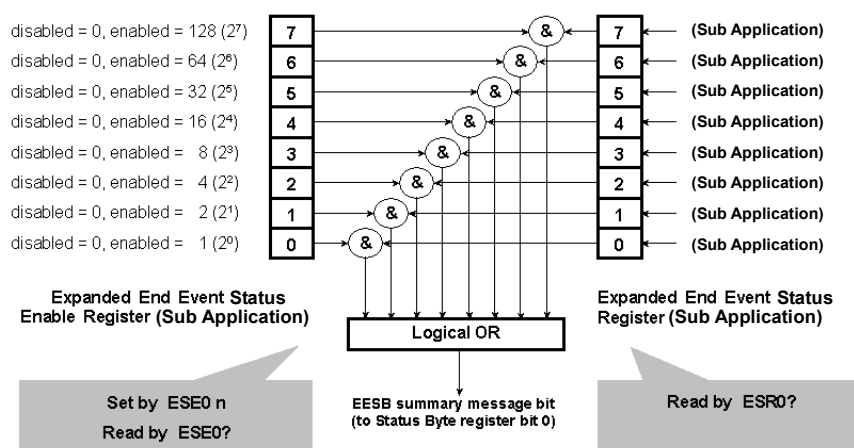 disabled = 0, enabled = 128 (2⁷) 7 & 7 (Sub Application)
disabled = 0, enabled = 64 (2⁶) 6 & 6 (Sub Application)
disabled = 0, enabled = 32 (2⁵) 5 & 5 (Sub Application)
disabled = 0, enabled = 16 (2⁴) 4 & 4 (Sub Application)
disabled = 0, enabled = 8 (2³) 3 & 3 (Sub Application)
disabled = 0, enabled = 4 (2²) 2 & 2 (Sub Application)
disabled = 0, enabled = 2 (2¹) 1 & 1 (Sub Application)
disabled = 0, enabled = 1 (2⁰) 0 & 0 (Sub Application)
Expanded End Event Status
Enable Register (Sub Application)
Expanded End Event Status
Register (Sub Application)
Logical OR
Set by ESE0 n
Read by ESE0?
EESB summary message bit
(to Status Byte register bit 0)
Read by ESR0?